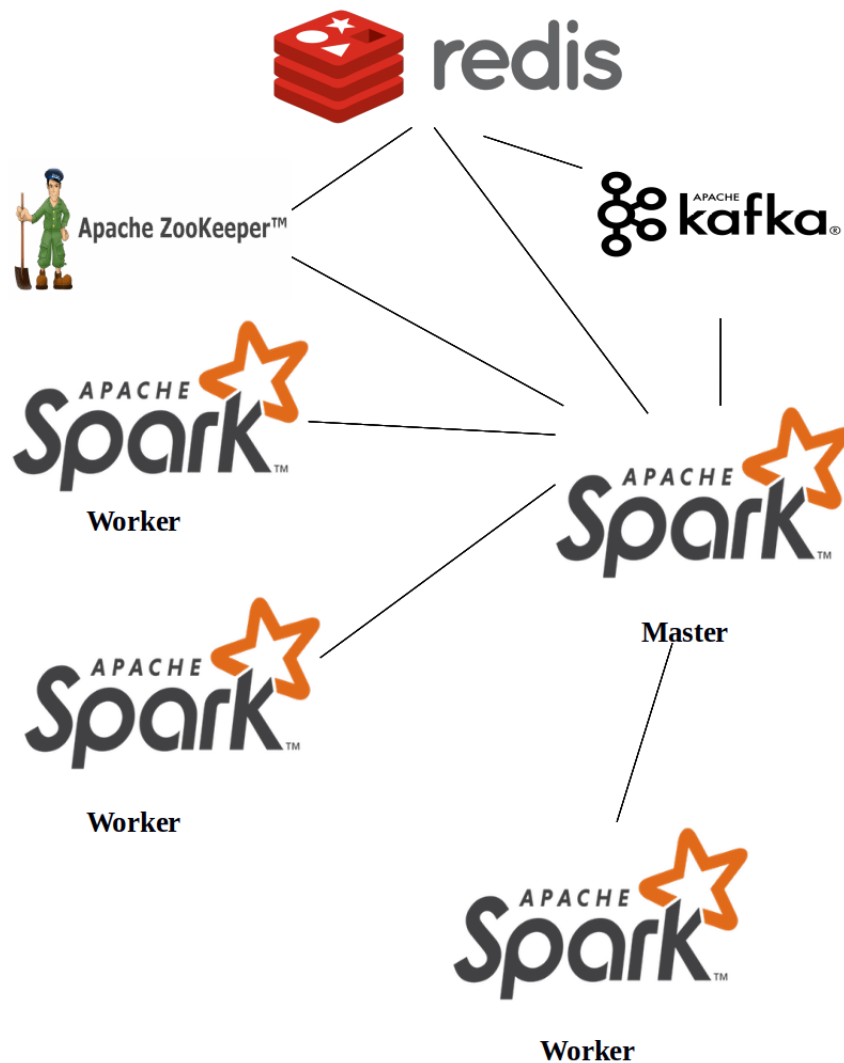 redis
Apache ZooKeeper™
APACHE
kafka®
APACHE
Spark™
Worker
APACHE
Spark™
Master
APACHE
Spark™
Worker
APACHE
Spark™
Worker